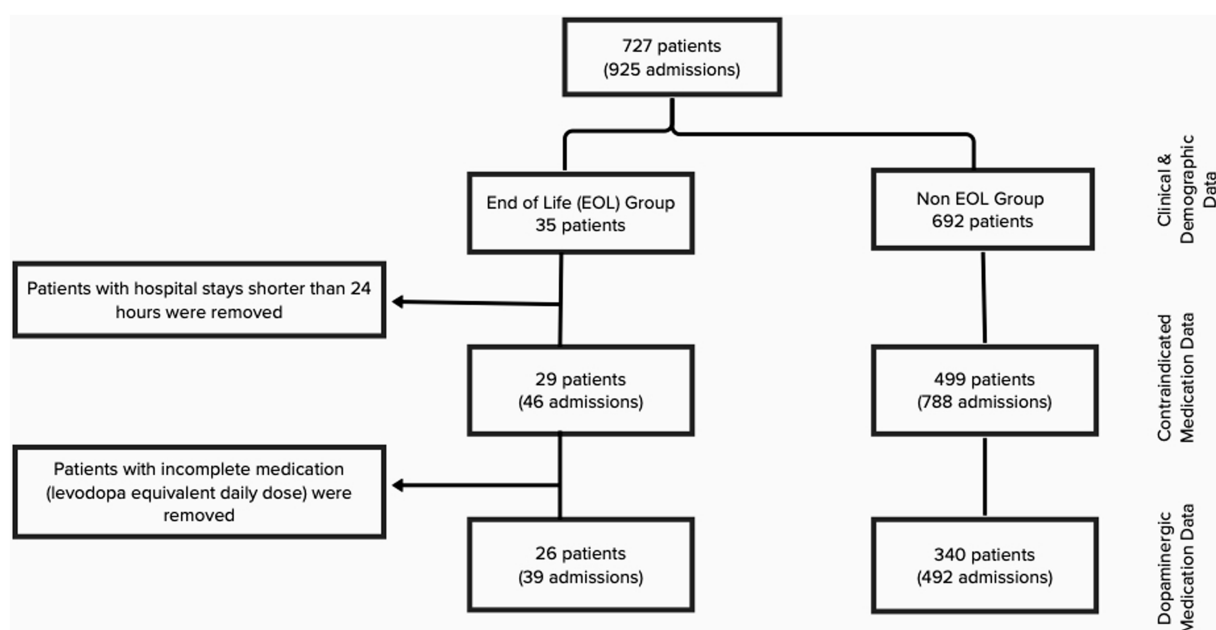 727 patients
(925 admissions)
End of Life (EOL) Group
35 patients
Non EOL Group
692 patients
Clinical &
Demographic
Data
Patients with hospital stays shorter than 24
hours were removed
29 patients
(46 admissions)
499 patients
(788 admissions)
Contraindicated
Medication Data
Patients with incomplete medication
(levodopa equivalent daily dose) were
removed
26 patients
(39 admissions)
340 patients
(492 admissions)
Dopaminergic
Medication Data